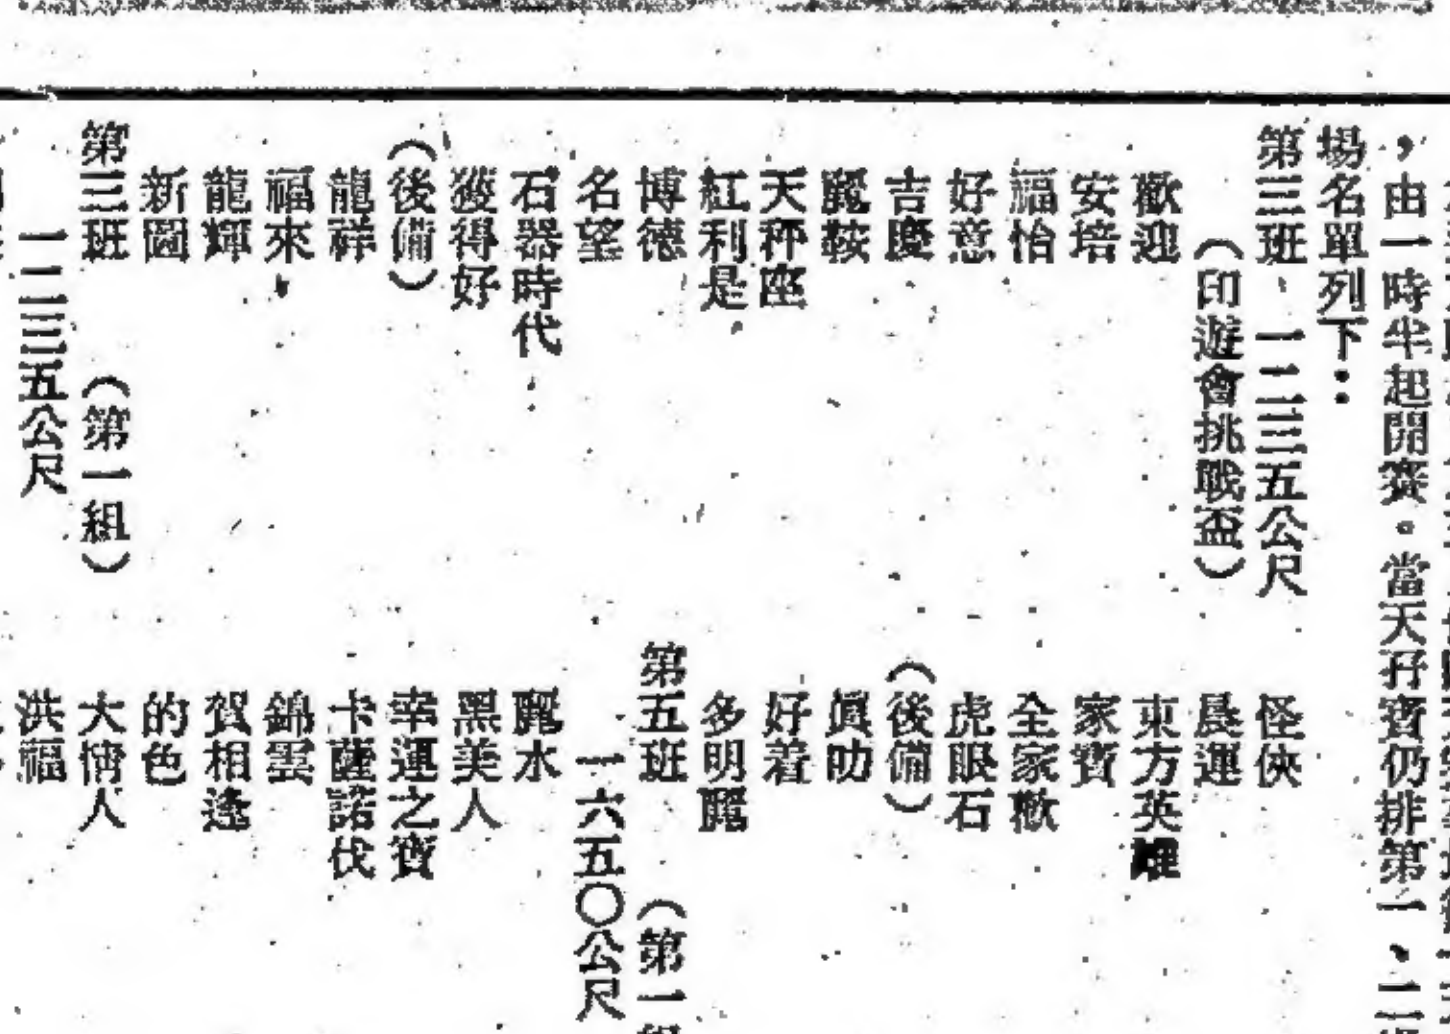 ，由一時半起開賽。當天孖寶仍排第一、二
場名單列下：
第三班　一二三五公尺
（印遊會挑戰盃）
歡迎
安培
福怡
好意
吉慶
麗鞍
天秤座
紅利是
博德
名望
石器時代
獲得好
（後備）
龍祥
福來
龍輝
新圖
第三班　（第一組）
一二三五公尺
怪俠
晨運
東方英雄
家寶
全家歡
虎眼石
（後備）
眞叻
好着
多明麗
第五班　（第一組
一六五〇公尺
麗水
黑美人
幸運之寶
卡薩諾伐
錦雲
賀相逢
的色
大情人
洪福